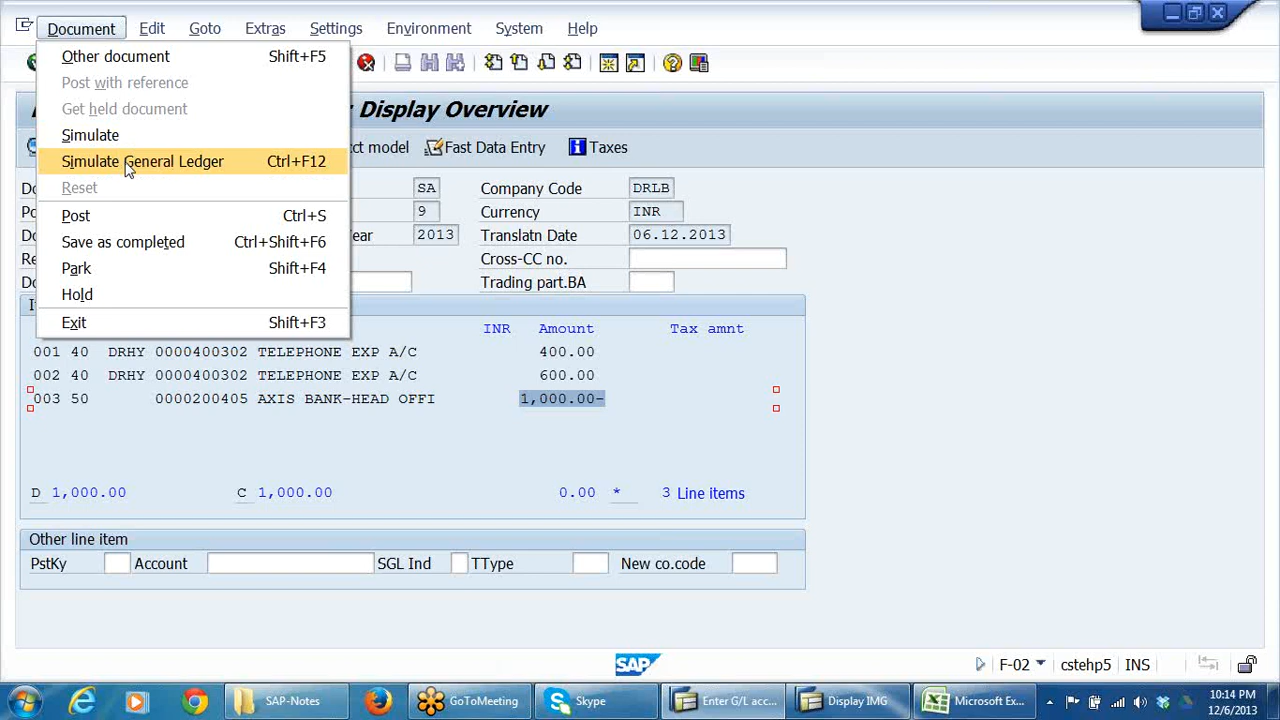 Document Edit Goto Extras Settings Environment System Help
Other document Shift+F5
Post with reference
Get held document
Simulate
Simulate General Ledger Ctrl+F12
Reset
Post Ctrl+S
Save as completed Ctrl+Shift+F6
Park Shift+F4
Hold
Exit Shift+F3
Display Overview
model Fast Data Entry Taxes
SA Company Code DRLB
9 Currency INR
2013 Translatn Date 06.12.2013
Cross-CC no.
Trading part.BA
INR Amount Tax amnt
001 40 DRHY 0000400302 TELEPHONE EXP A/C 400.00
002 40 DRHY 0000400302 TELEPHONE EXP A/C 600.00
003 50 0000200405 AXIS BANK-HEAD OFFI 1,000.00-
D 1,000.00 C 1,000.00 0.00 * 3 Line items
Other line item
PstKy Account SGL Ind TType New co.code
SAP F-02 cstehp5 INS
SAP-Notes GoToMeeting Skype Enter G/L acc... Display IMG Microsoft Ex... 10:14 PM
12/6/2013